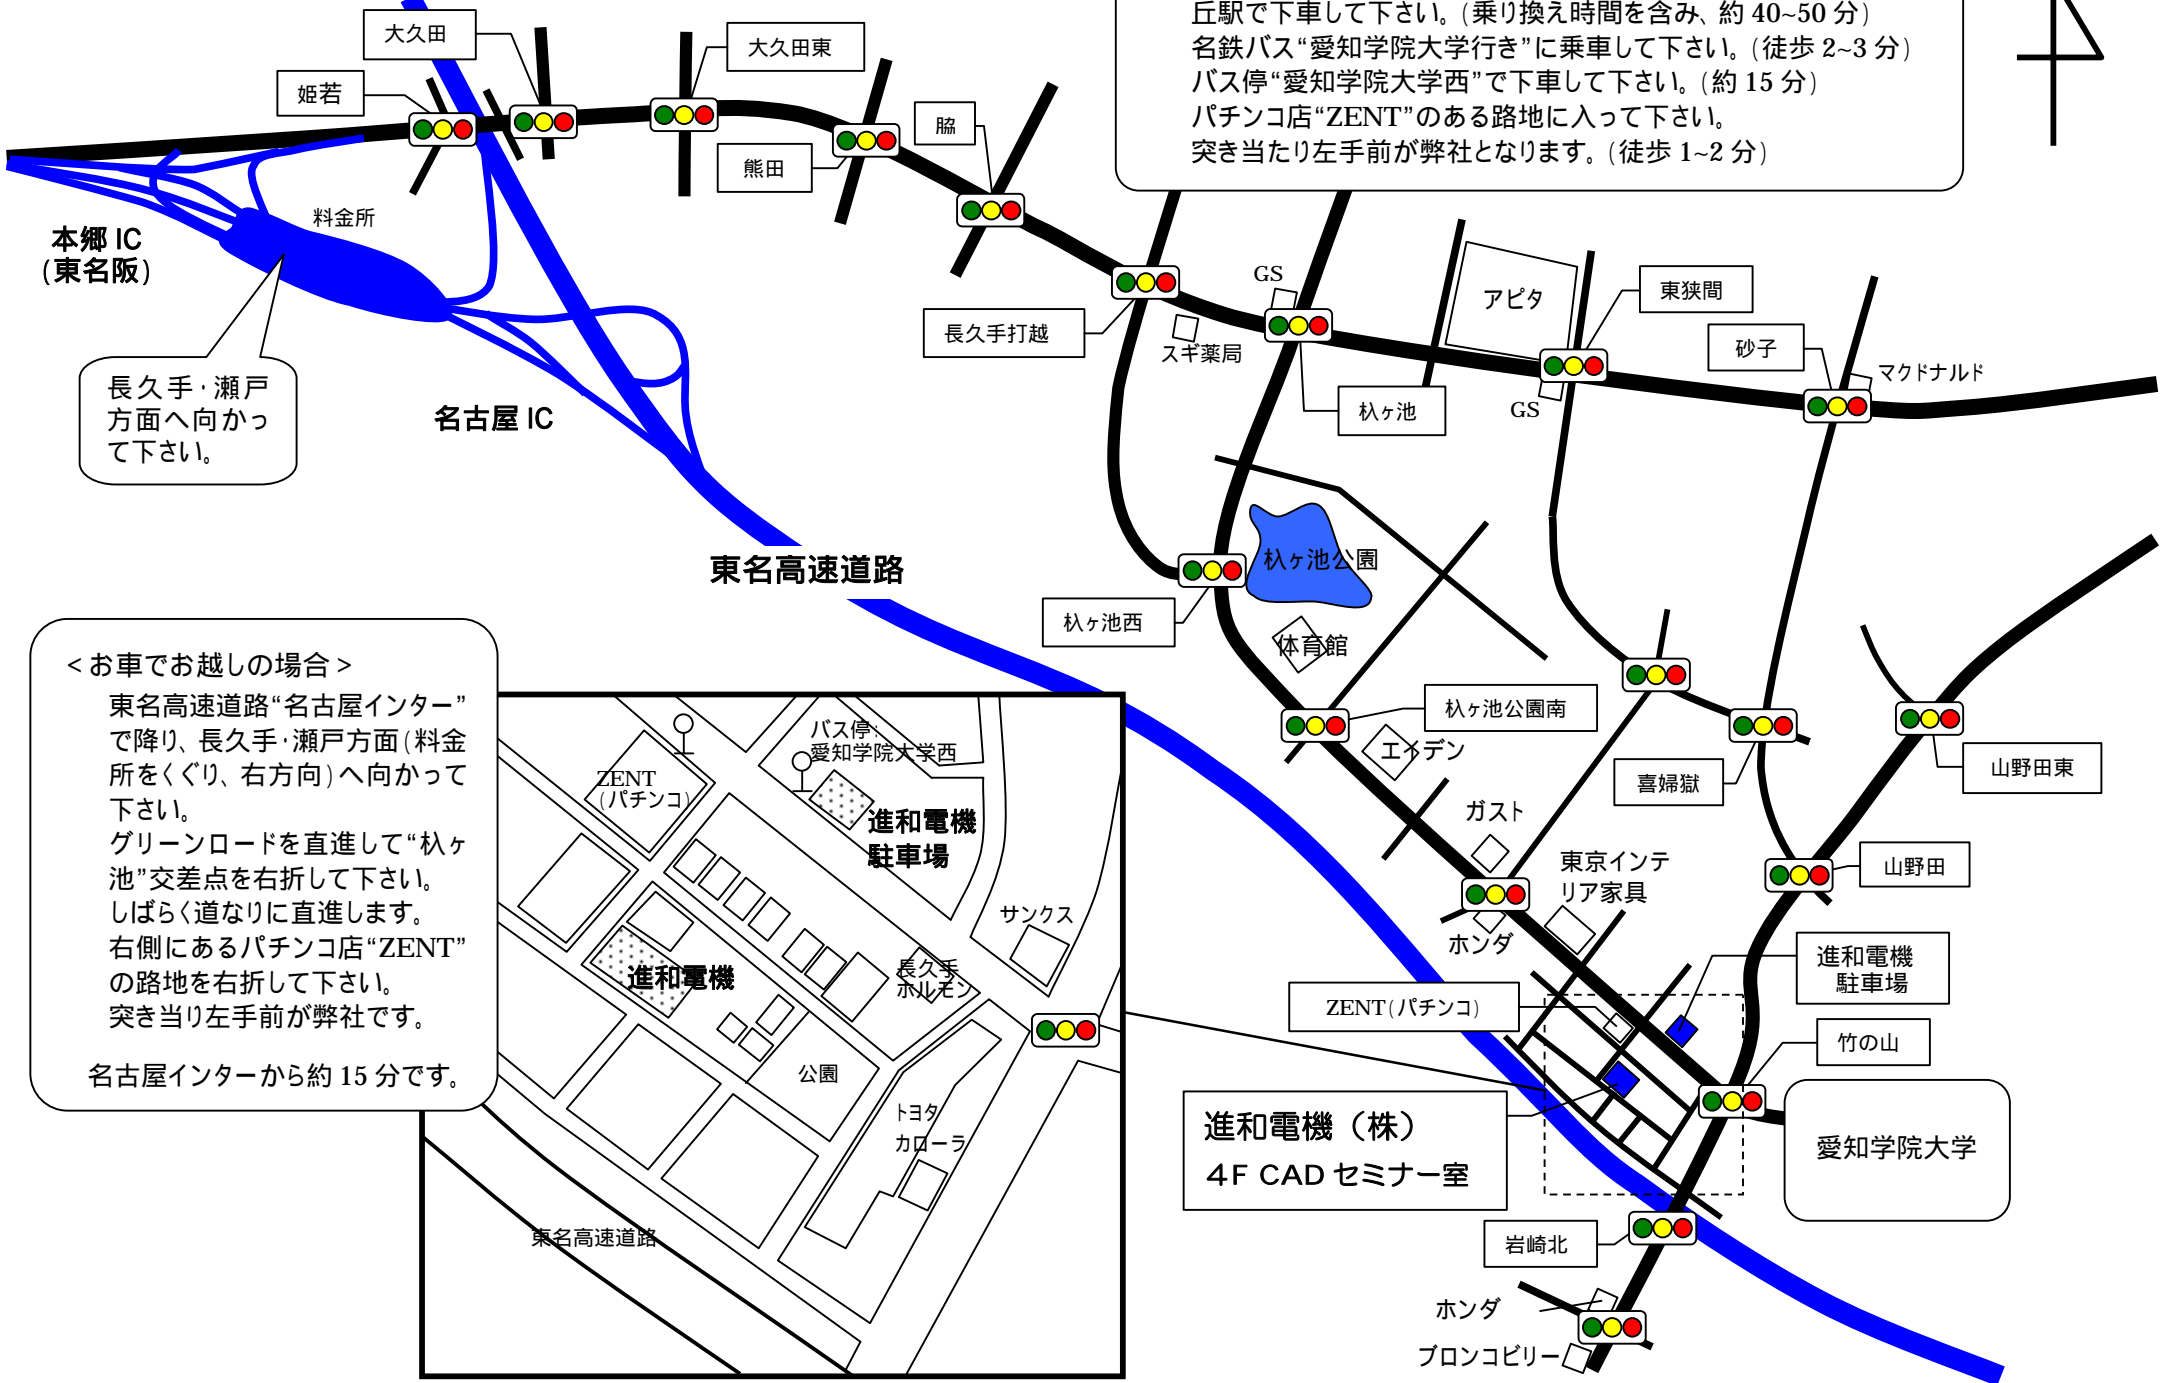 丘駅で下車して下さい。(乗り換え時間を含み、約 40~50 分)
名鉄バス“愛知学院大学行き”に乗車して下さい。(徒歩 2~3 分)
バス停“愛知学院大学西”で下車して下さい。(約 15 分)
パチンコ店“ZENT”のある路地に入って下さい。
突き当たり左手前が弊社となります。(徒歩 1~2 分)
大久田
大久田東
姫若
脇
熊田
料金所
本郷 IC
(東名阪)
長久手・瀬戸
方面へ向かっ
て下さい。
名古屋 IC
GS
アピタ
東狭間
長久手打越
スギ薬局
砂子
マクドナルド
杁ヶ池
GS
東名高速道路
杁ヶ池公園
杁ヶ池西
体育館
杁ヶ池公園南
エイデン
喜婦獄
山野田東
ガスト
東京インテ
リア家具
山野田
ホンダ
進和電機
駐車場
ZENT(パチンコ)
竹の山
進和電機（株）
４F CAD セミナー室
愛知学院大学
岩崎北
ホンダ
ブロンコビリー
<お車でお越しの場合>
東名高速道路“名古屋インター”
で降り、長久手・瀬戸方面(料金
所をくぐり、右方向)へ向かって
下さい。
グリーンロードを直進して“杁ヶ
池”交差点を右折して下さい。
しばらく道なりに直進します。
右側にあるパチンコ店“ZENT”
の路地を右折して下さい。
突き当り左手前が弊社です。
名古屋インターから約 15 分です。
バス停:
愛知学院大学西
ZENT
(パチンコ)
進和電機
駐車場
サンクス
進和電機
長久手
ホルモン
公園
トヨタ
カローラ
東名高速道路